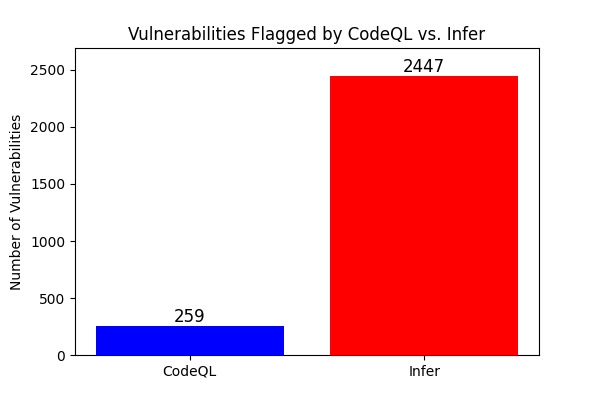 Vulnerabilities Flagged by CodeQL vs. Infer
Number of Vulnerabilities
2500
2000
1500
1000
500
0
259
2447
CodeQL
Infer